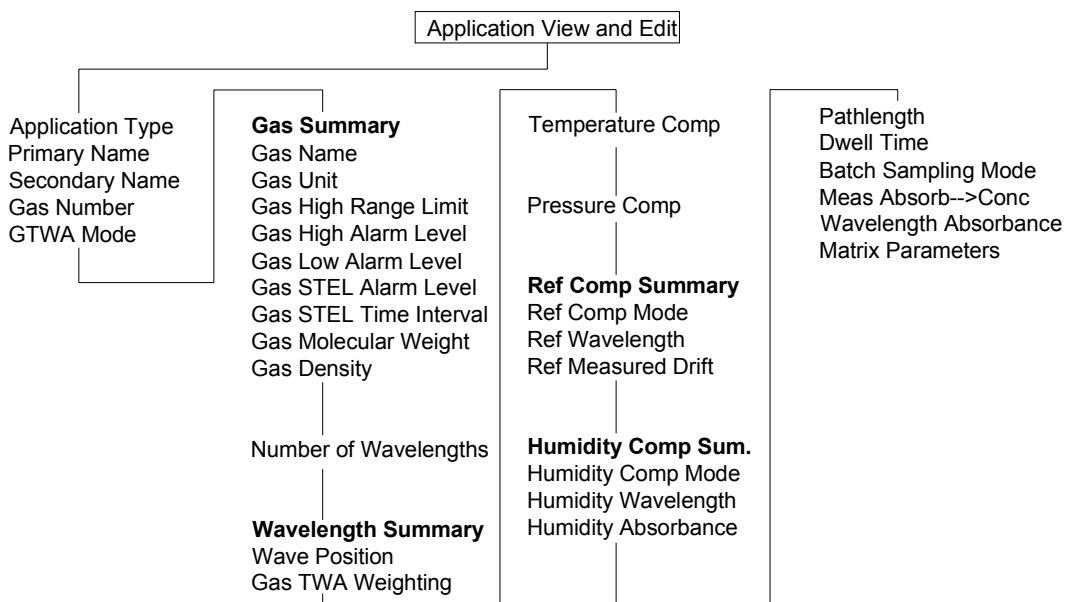 Application View and Edit
Application Type
Primary Name
Secondary Name
Gas Number
GTWA Mode
Gas Summary
Gas Name
Gas Unit
Gas High Range Limit
Gas High Alarm Level
Gas Low Alarm Level
Gas STEL Alarm Level
Gas STEL Time Interval
Gas Molecular Weight
Gas Density
Number of Wavelengths
Wavelength Summary
Wave Position
Gas TWA Weighting
Temperature Comp
Pressure Comp
Ref Comp Summary
Ref Comp Mode
Ref Wavelength
Ref Measured Drift
Humidity Comp Sum.
Humidity Comp Mode
Humidity Wavelength
Humidity Absorbance
Pathlength
Dwell Time
Batch Sampling Mode
Meas Absorb-->Conc
Wavelength Absorbance
Matrix Parameters